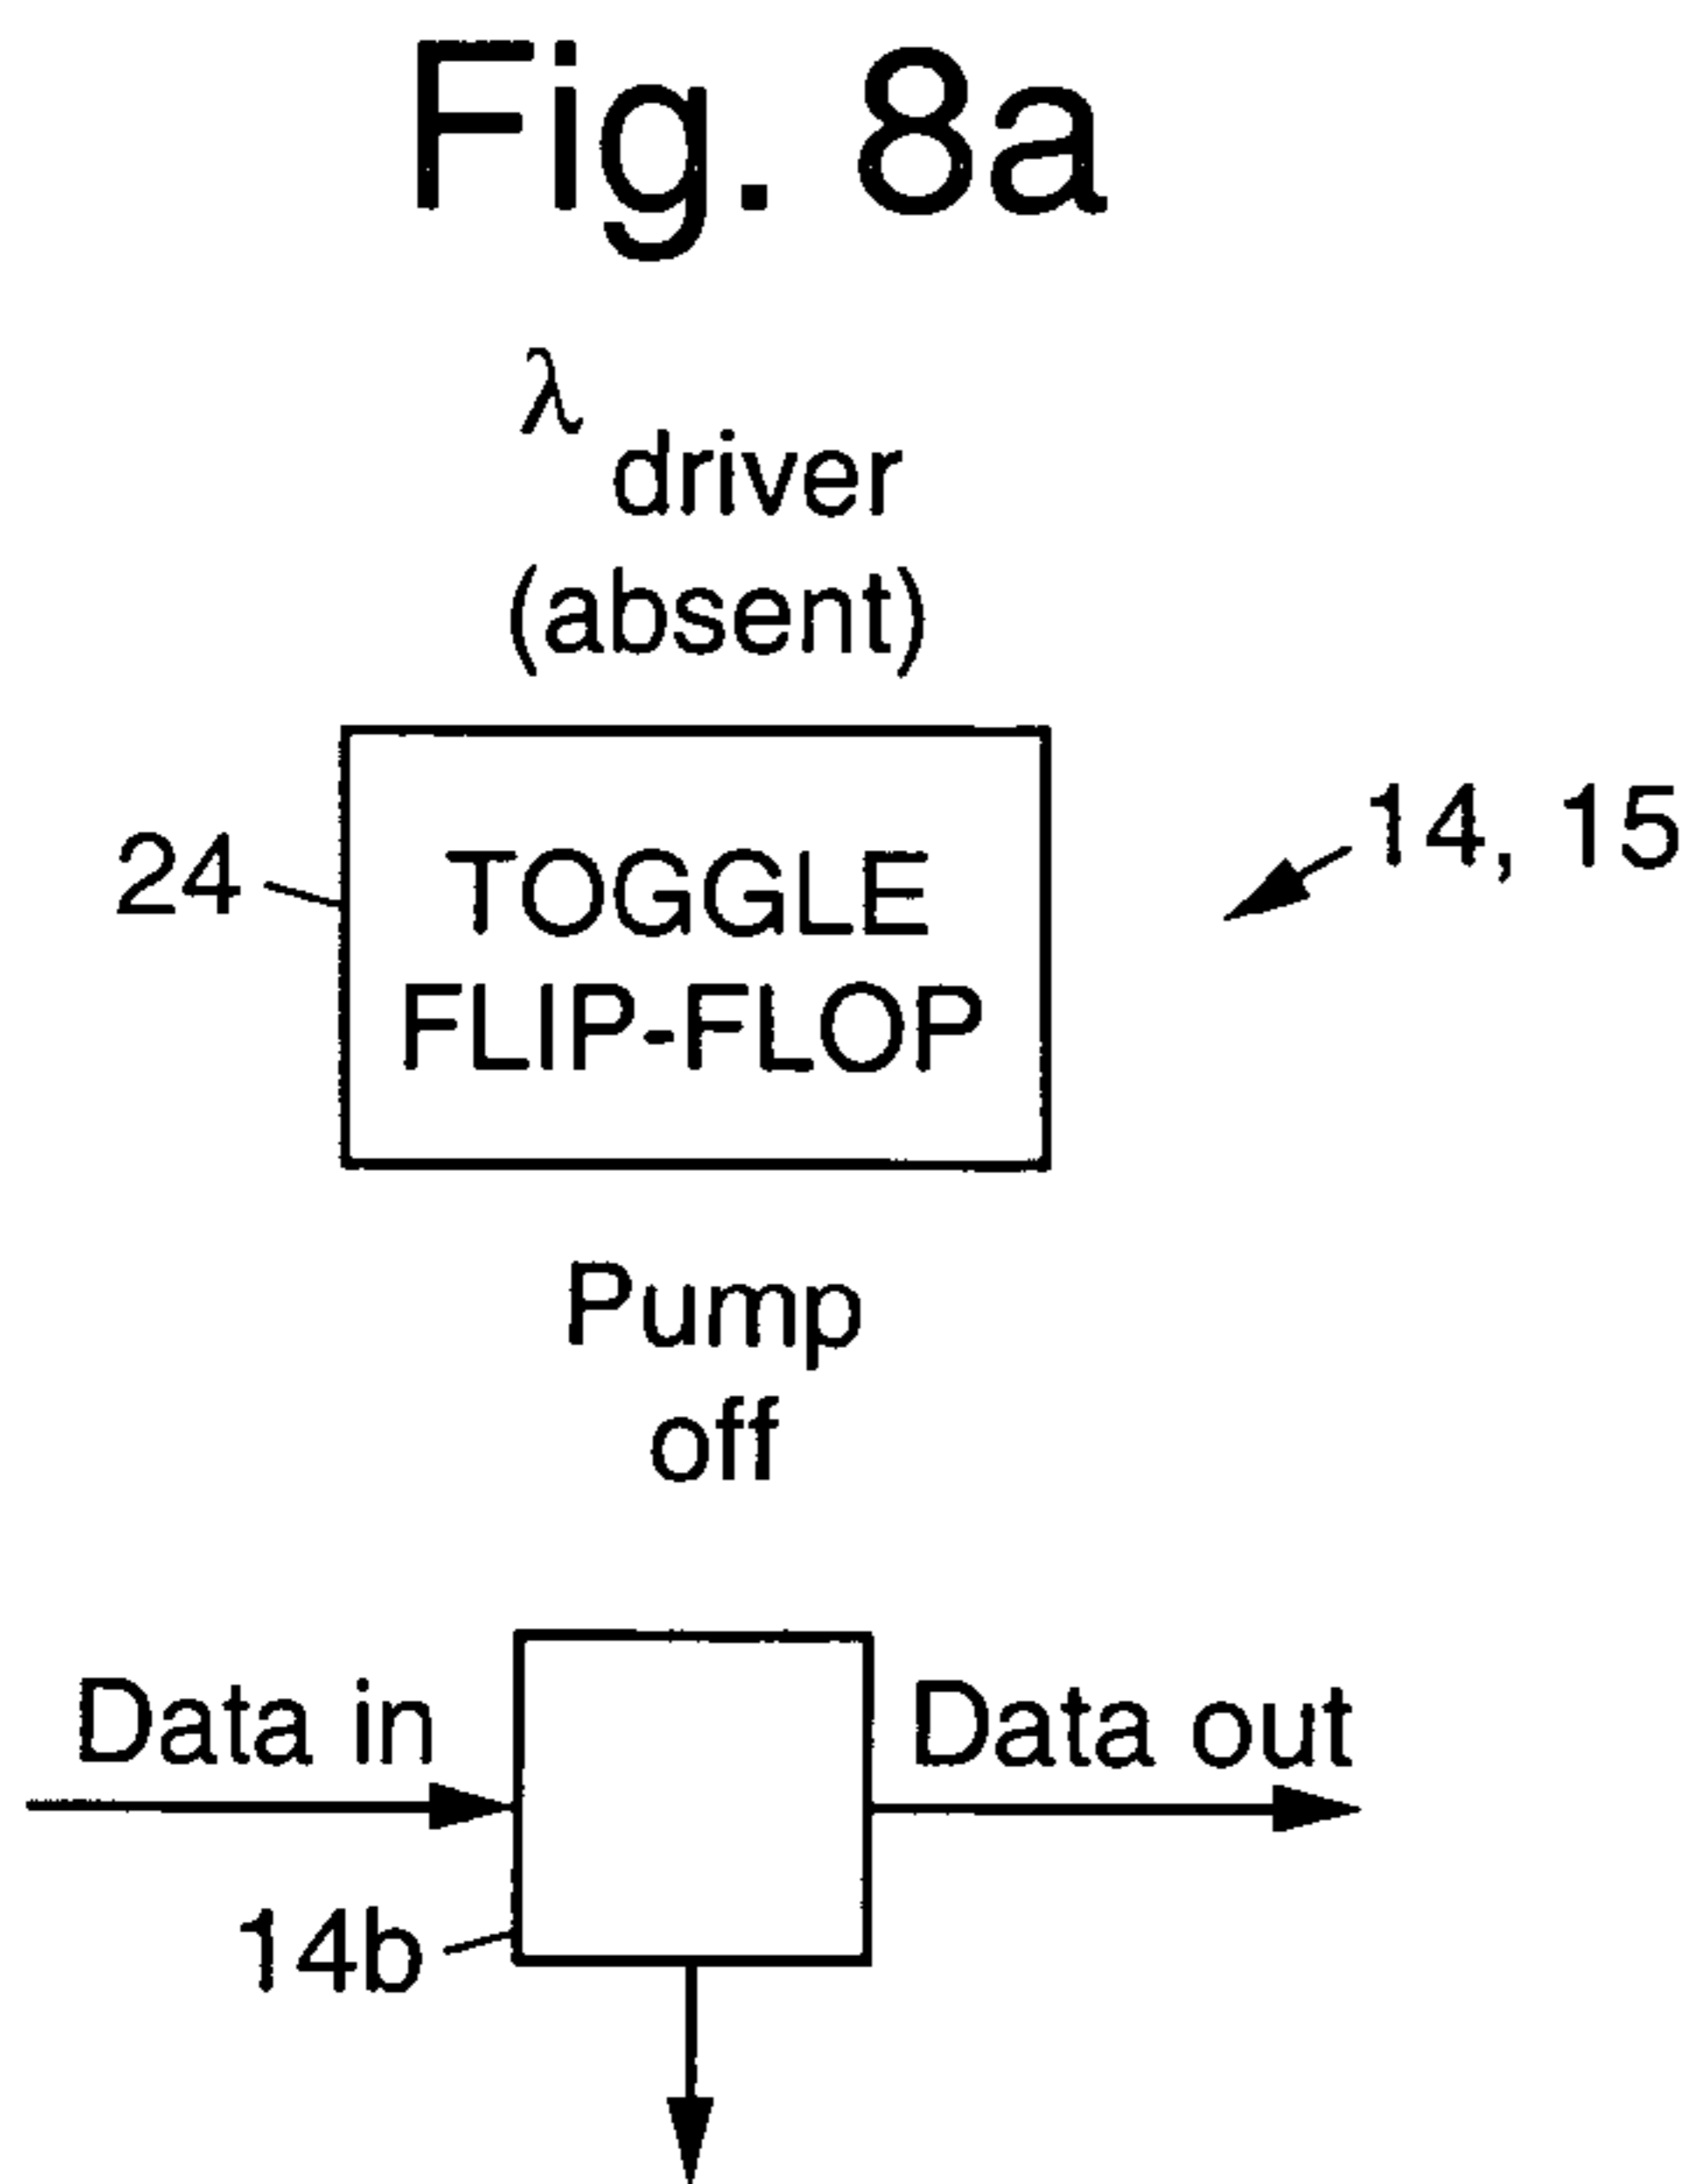 Fig. 8a
λ driver
(absent)
24
TOGGLE
FLIP-FLOP
14, 15
Pump
off
Data in
Data out
14b